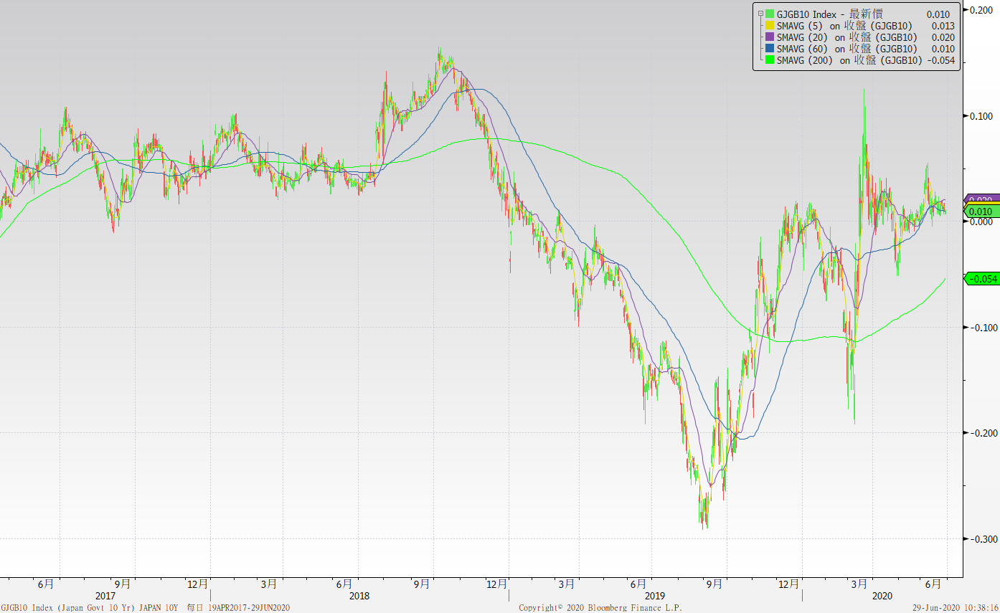 GJGB10 Index - 最新價 0.010
SMAVG (5) on 收盤 (GJGB10) 0.013
SMAVG (20) on 收盤 (GJGB10) 0.020
SMAVG (60) on 收盤 (GJGB10) 0.010
SMAVG (200) on 收盤 (GJGB10) -0.054
0.200
0.100
0.020
0.010
0.000
-0.054
-0.100
-0.200
-0.300
6月 9月 12月 3月 6月 9月 12月 3月 6月 9月 12月 3月 6月
2017 2018 2019 2020
GJGB10 Index (Japan Govt 10 Yr) JAPAN 10Y 每日 19APR2017-29JUN2020 Copyright© 2020 Bloomberg Finance L.P. 29-Jun-2020 10:38:16